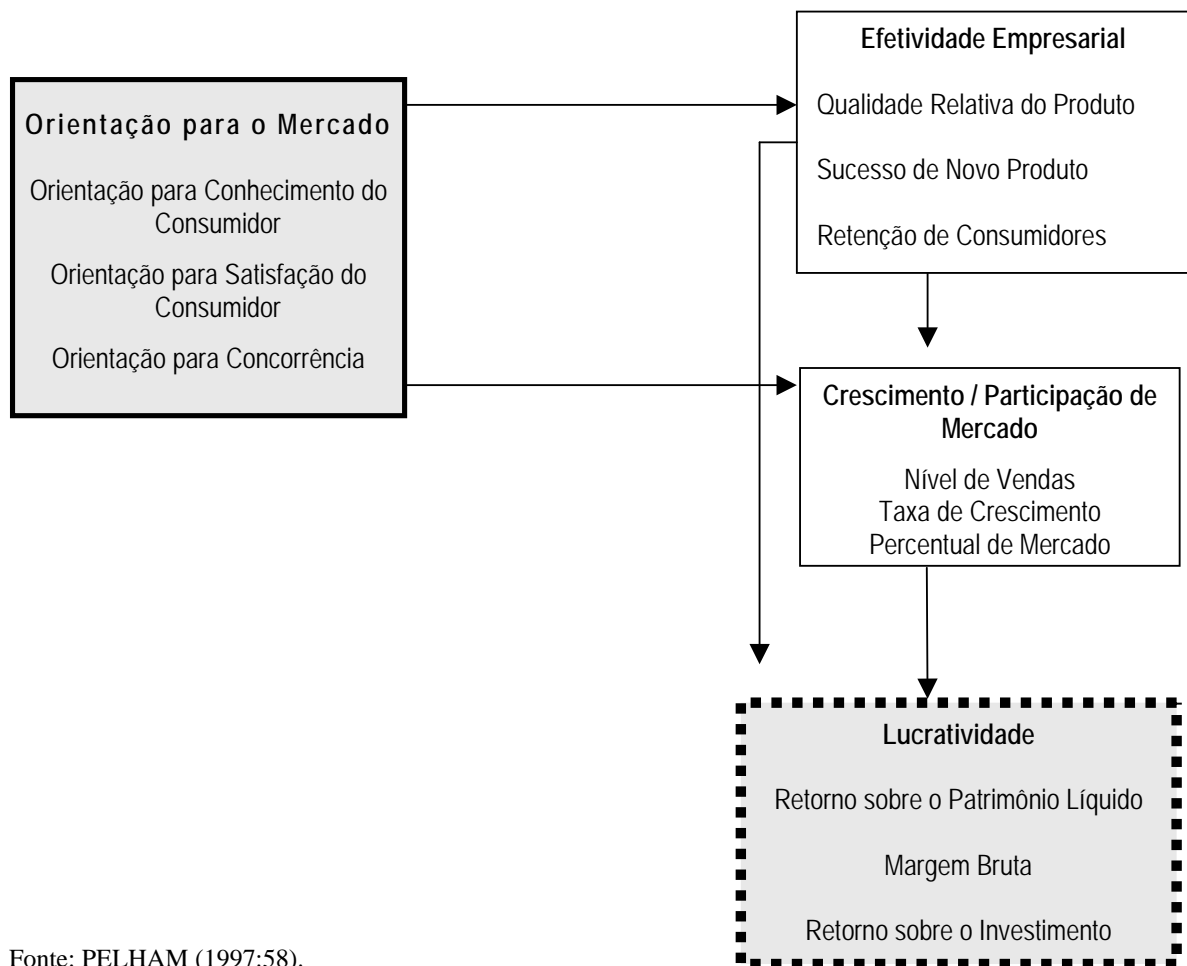 Orientação para o Mercado
Orientação para Conhecimento do
Consumidor
Orientação para Satisfação do
Consumidor
Orientação para Concorrência
Efetividade Empresarial
Qualidade Relativa do Produto
Sucesso de Novo Produto
Retenção de Consumidores
Crescimento / Participação de
Mercado
Nível de Vendas
Taxa de Crescimento
Percentual de Mercado
Lucratividade
Retorno sobre o Patrimônio Líquido
Margem Bruta
Retorno sobre o Investimento
Fonte: PELHAM (1997:58).